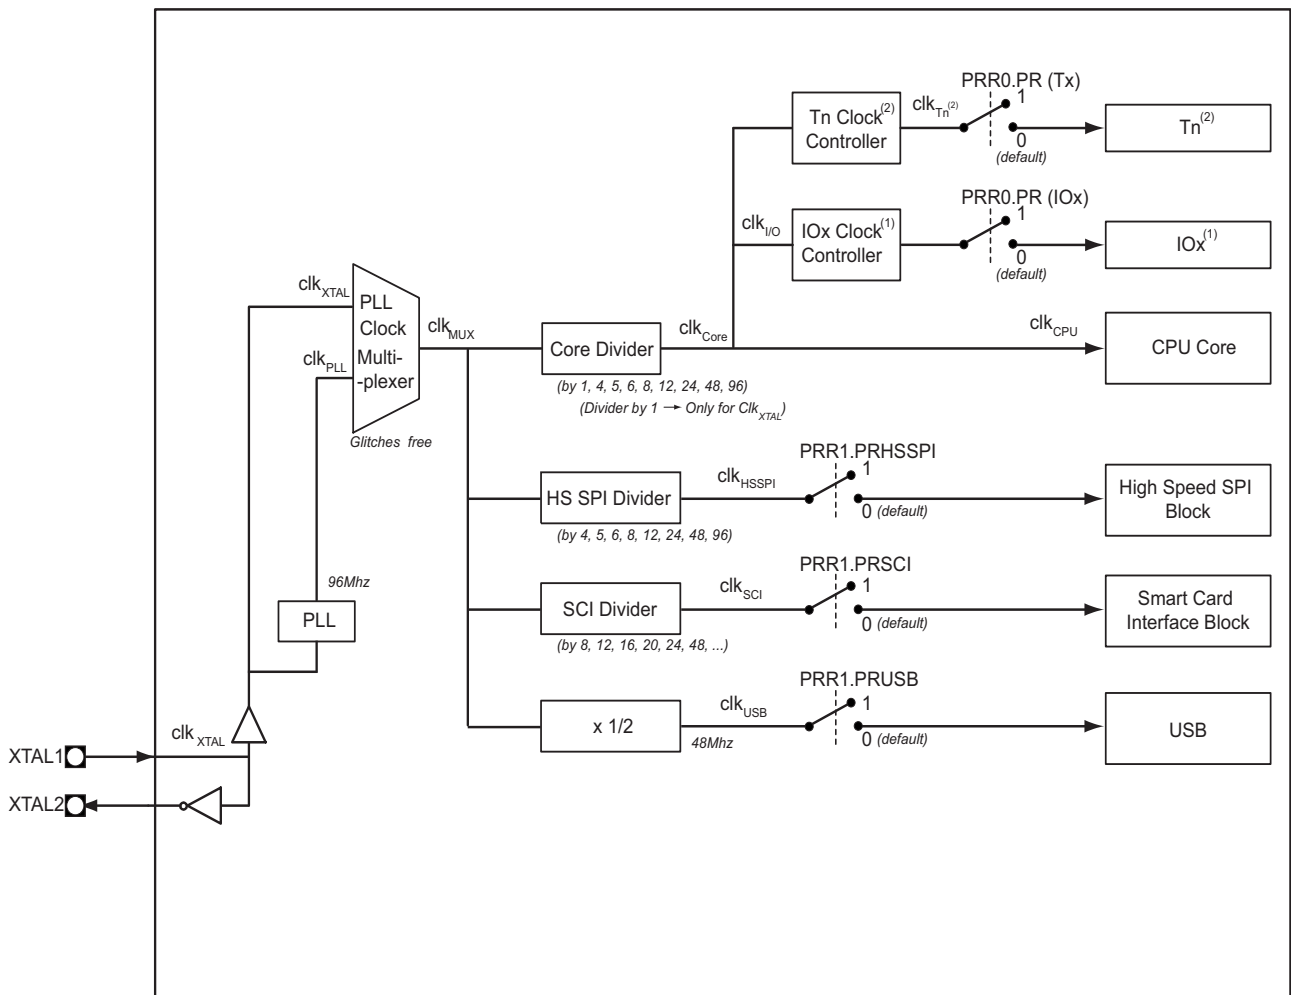 PRR0.PR (Tx)
1
clkTn(2)
Tn Clock(2)
Controller
0
(default)
Tn(2)
PRR0.PR (IOx)
1
clkI/O
IOx Clock(1)
Controller
0
(default)
IOx(1)
clkXTAL
PLL
Clock
Multi-
-plexer
clkPLL
Glitches free
clkMUX
Core Divider
clkCore
clkCPU
CPU Core
(by 1, 4, 5, 6, 8, 12, 24, 48, 96)
(Divider by 1 → Only for ClkXTAL)
PRR1.PRHSSPI
1
HS SPI Divider
clkHSSPI
0 (default)
High Speed SPI
Block
(by 4, 5, 6, 8, 12, 24, 48, 96)
96Mhz
PLL
PRR1.PRSCI
1
SCI Divider
clkSCI
0 (default)
Smart Card
Interface Block
(by 8, 12, 16, 20, 24, 48, ...)
PRR1.PRUSB
1
x 1/2
clkUSB
48Mhz
0 (default)
USB
clkXTAL
XTAL1
XTAL2